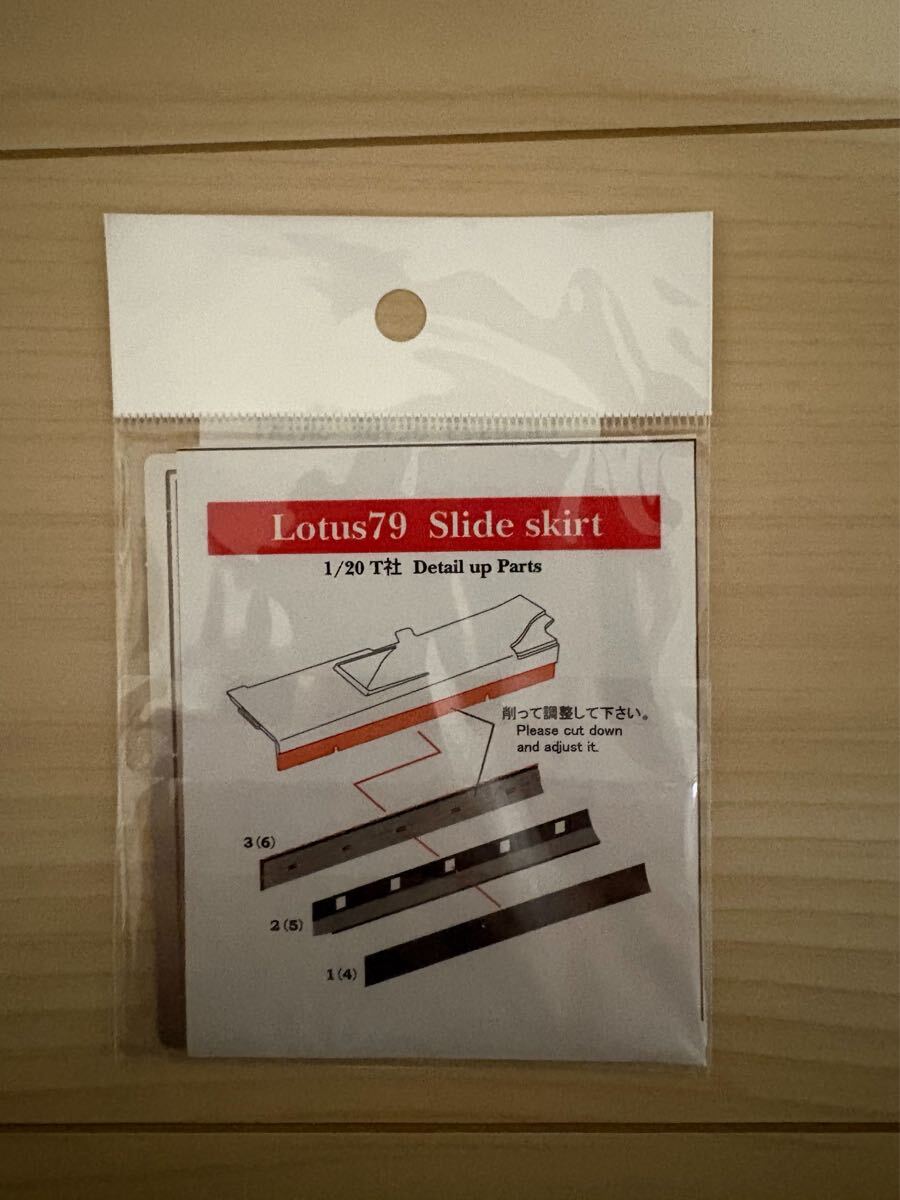 Lotus79 Slide skirt
1/20 T社 Detail up Parts
削って調整して下さい。
Please cut down
and adjust it.
3(6)
2(5)
1(4)